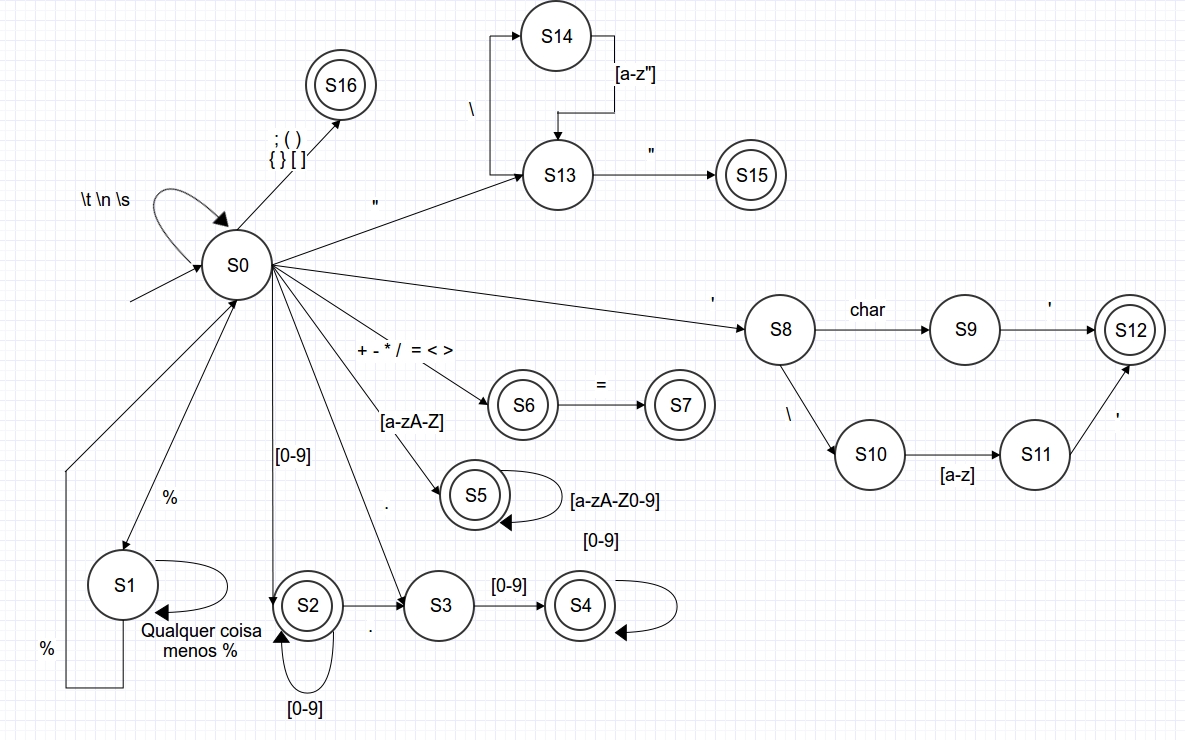 S14
[a-z"]
S16
\
; ( )
{ } [ ]
"
S13
S15
\t \n \s
"
S0
'
char
'
S8
S9
S12
+ - * / = < >
=
S6
S7
\
'
[a-zA-Z]
[0-9]
S10
S11
[a-z]
%
.
S5
[a-zA-Z0-9]
[0-9]
S1
[0-9]
S2
S3
S4
.
Qualquer coisa
menos %
%
[0-9]